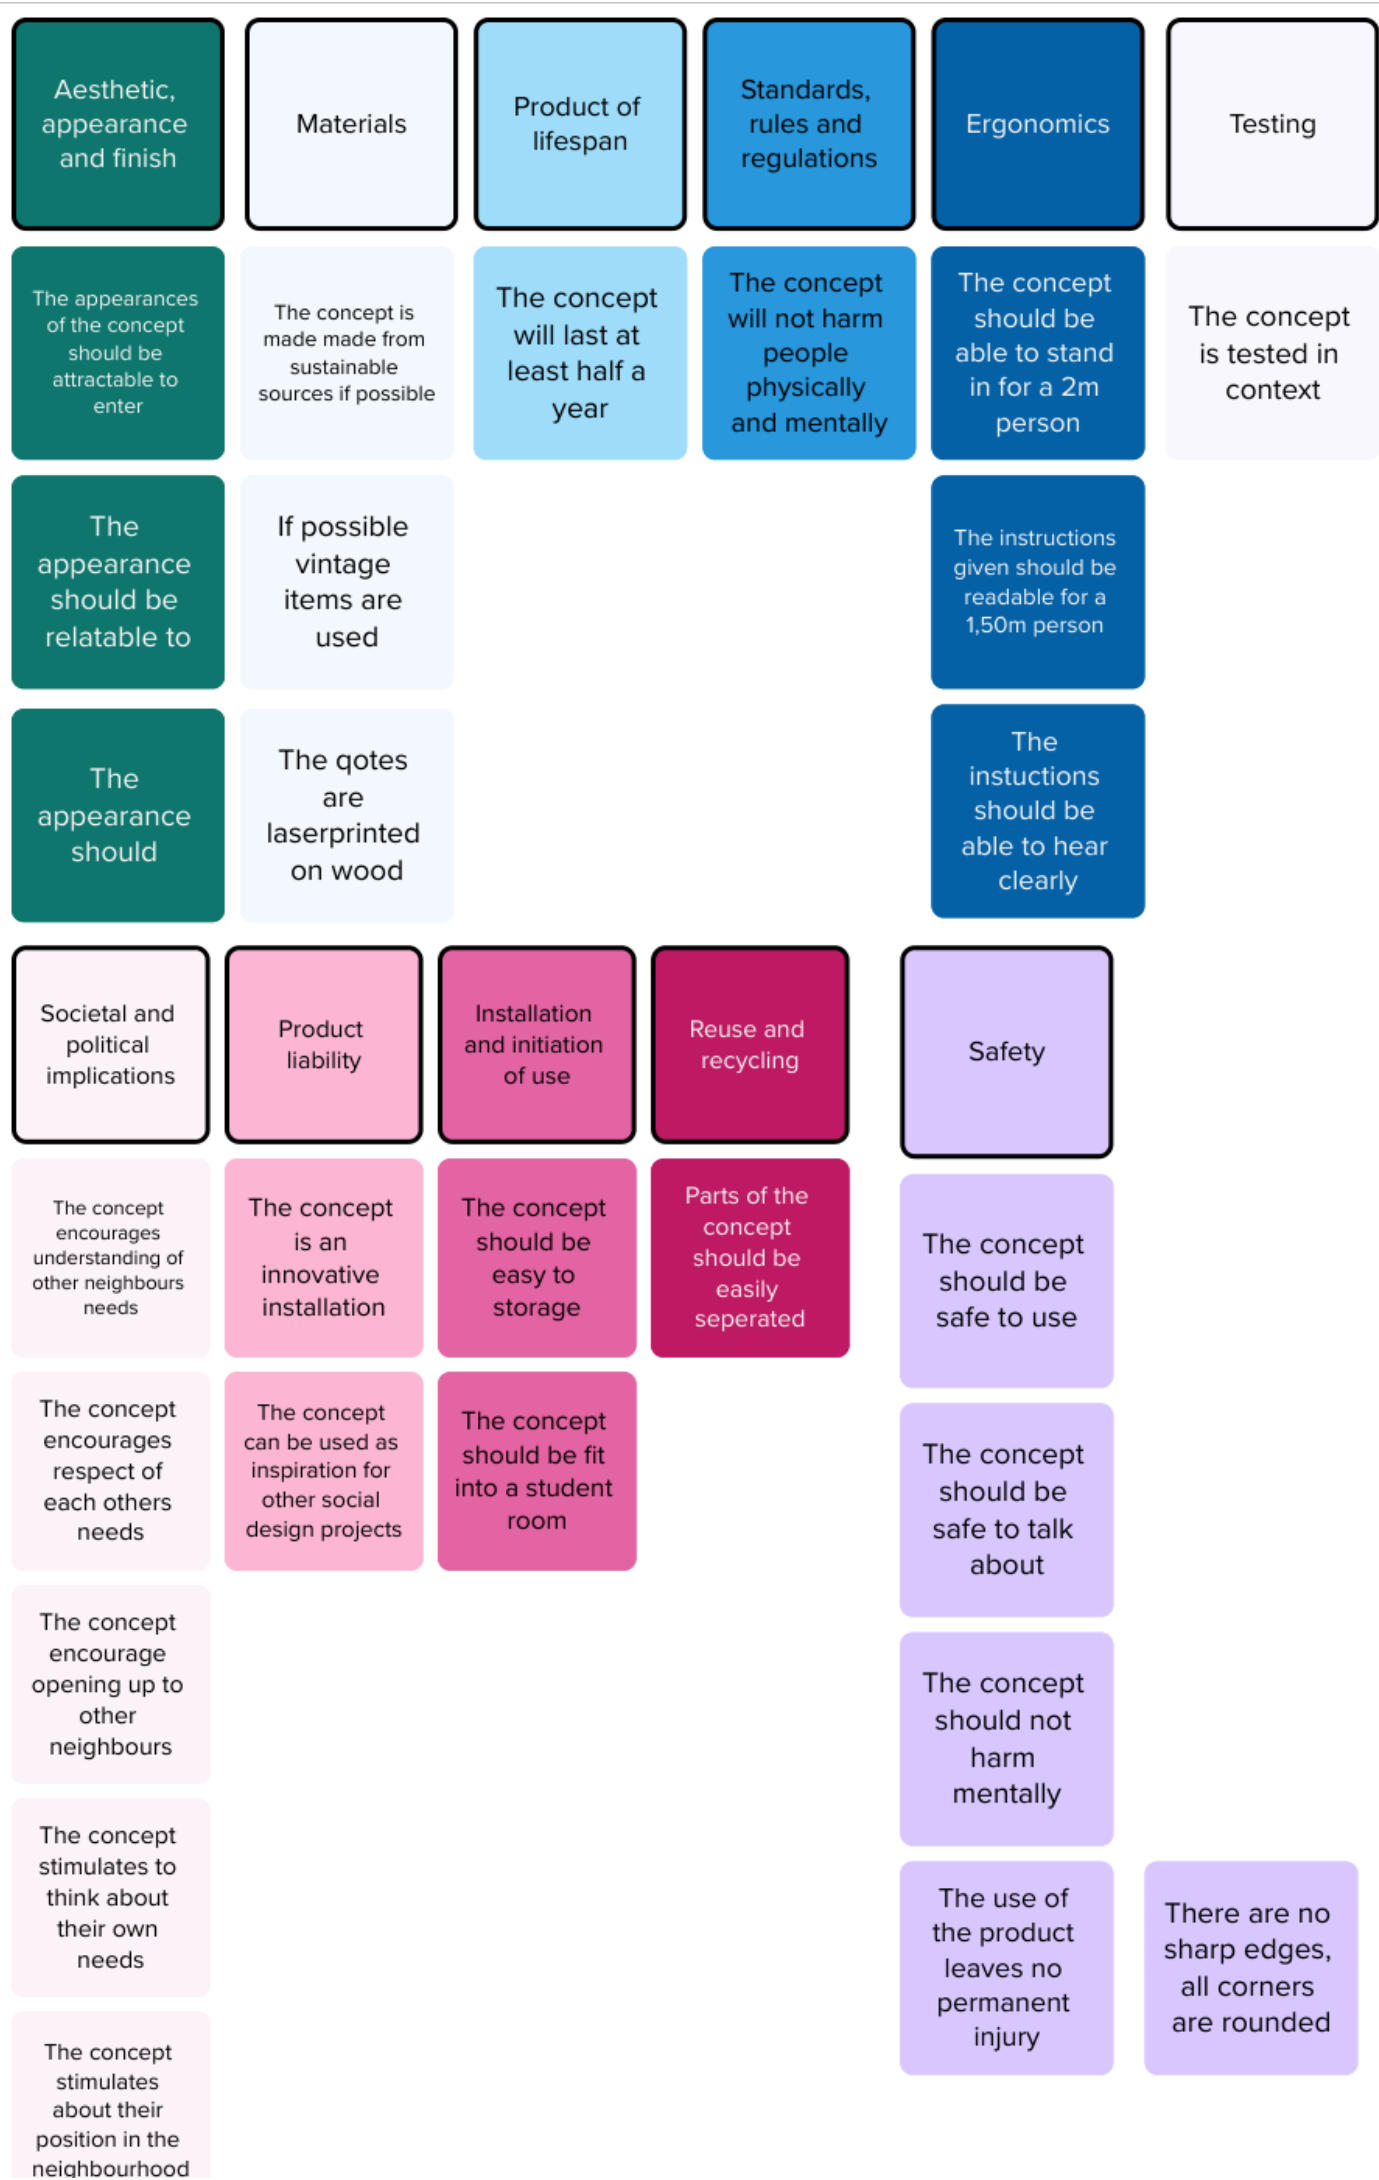 Aesthetic,
appearance
and finish
Materials
Product of
lifespan
Standards,
rules and
regulations
Ergonomics
Testing
The appearances
of the concept
should be
attractable to
enter
The concept is
made made from
sustainable
sources if possible
The concept
will last at
least half a
year
The concept
will not harm
people
physically
and mentally
The concept
should be
able to stand
in for a 2m
person
The concept
is tested in
context
The
appearance
should be
relatable to
If possible
vintage
items are
used
The instructions
given should be
readable for a
1,50m person
The
appearance
should
The qotes
are
laserprinted
on wood
The
instuctions
should be
able to hear
clearly
Societal and
political
implications
Product
liability
Installation
and initiation
of use
Reuse and
recycling
Safety
The concept
encourages
understanding of
other neighbours
needs
The concept
is an
innovative
installation
The concept
should be
easy to
storage
Parts of the
concept
should be
easily
seperated
The concept
should be
safe to use
The concept
encourages
respect of
each others
needs
The concept
can be used as
inspiration for
other social
design projects
The concept
should be fit
into a student
room
The concept
should be
safe to talk
about
The concept
encourage
opening up to
other
neighbours
The concept
should not
harm
mentally
The concept
stimulates to
think about
their own
needs
The use of
the product
leaves no
permanent
injury
There are no
sharp edges,
all corners
are rounded
The concept
stimulates
about their
position in the
neighbourhood